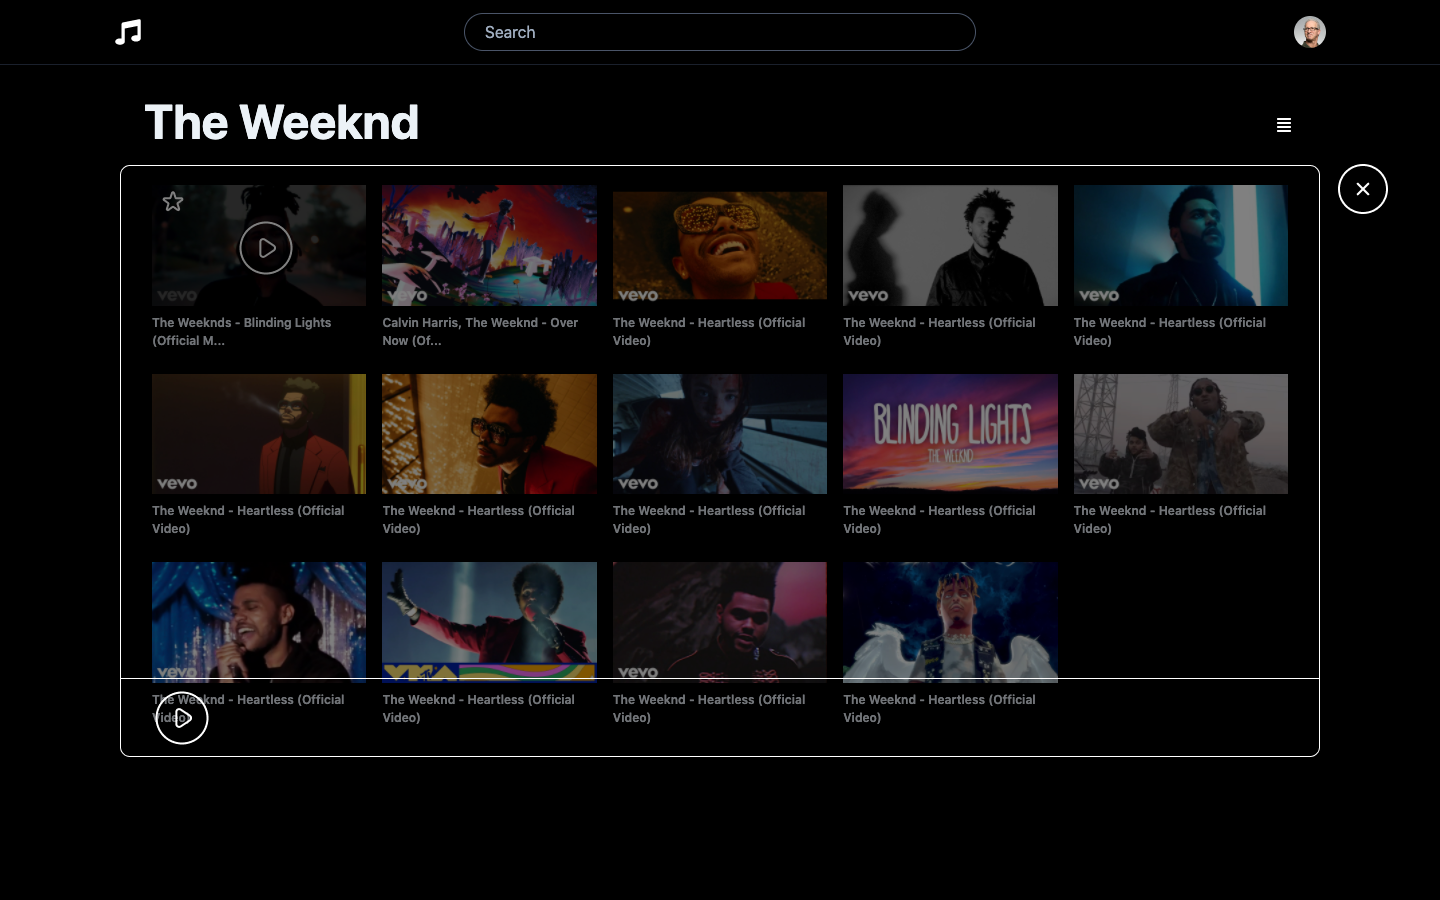 Search
The Weeknd
vevo
vevo
vevo
vevo
vevo
The Weeknds - Blinding Lights
(Official M...
Calvin Harris, The Weeknd - Over
Now (Of...
The Weeknd - Heartless (Official
Video)
The Weeknd - Heartless (Official
Video)
The Weeknd - Heartless (Official
Video)
vevo
vevo
vevo
BLINDING LIGHTS
THE WEEKND
vevo
The Weeknd - Heartless (Official
Video)
The Weeknd - Heartless (Official
Video)
The Weeknd - Heartless (Official
Video)
The Weeknd - Heartless (Official
Video)
The Weeknd - Heartless (Official
Video)
vevo
vevo
The Weeknd - Heartless (Official
Video)
The Weeknd - Heartless (Official
Video)
The Weeknd - Heartless (Official
Video)
The Weeknd - Heartless (Official
Video)